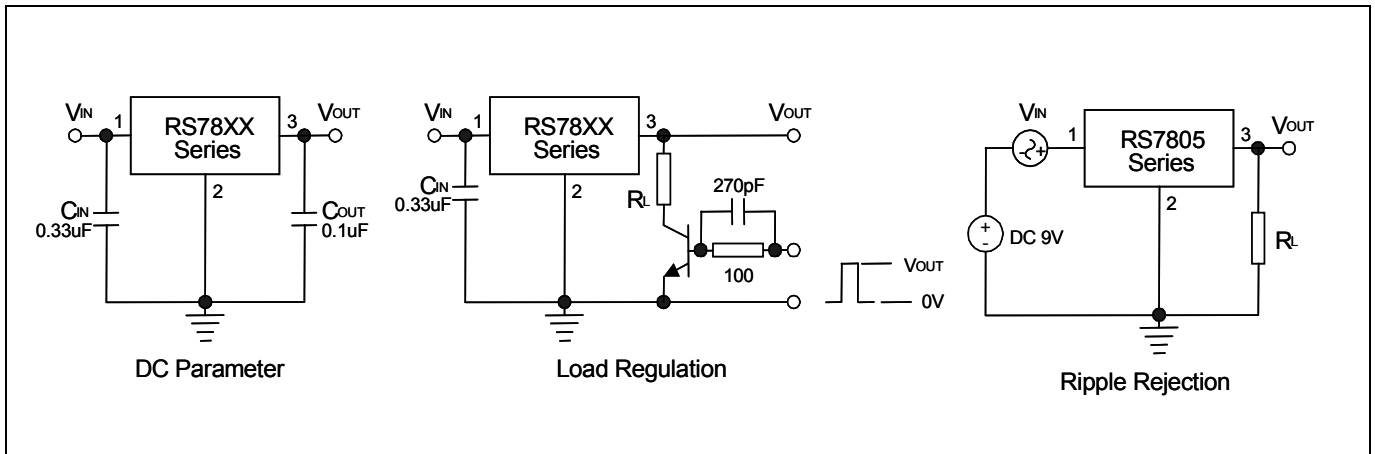 VIN
1
RS78XX
Series
3
VOUT
2
CIN
0.33uF
COUT
0.1uF
DC Parameter
VIN
1
RS78XX
Series
3
VOUT
2
CIN
0.33uF
RL
270pF
100
VOUT
0V
Load Regulation
VIN
1
RS7805
Series
3
VOUT
2
+
-
DC 9V
RL
Ripple Rejection